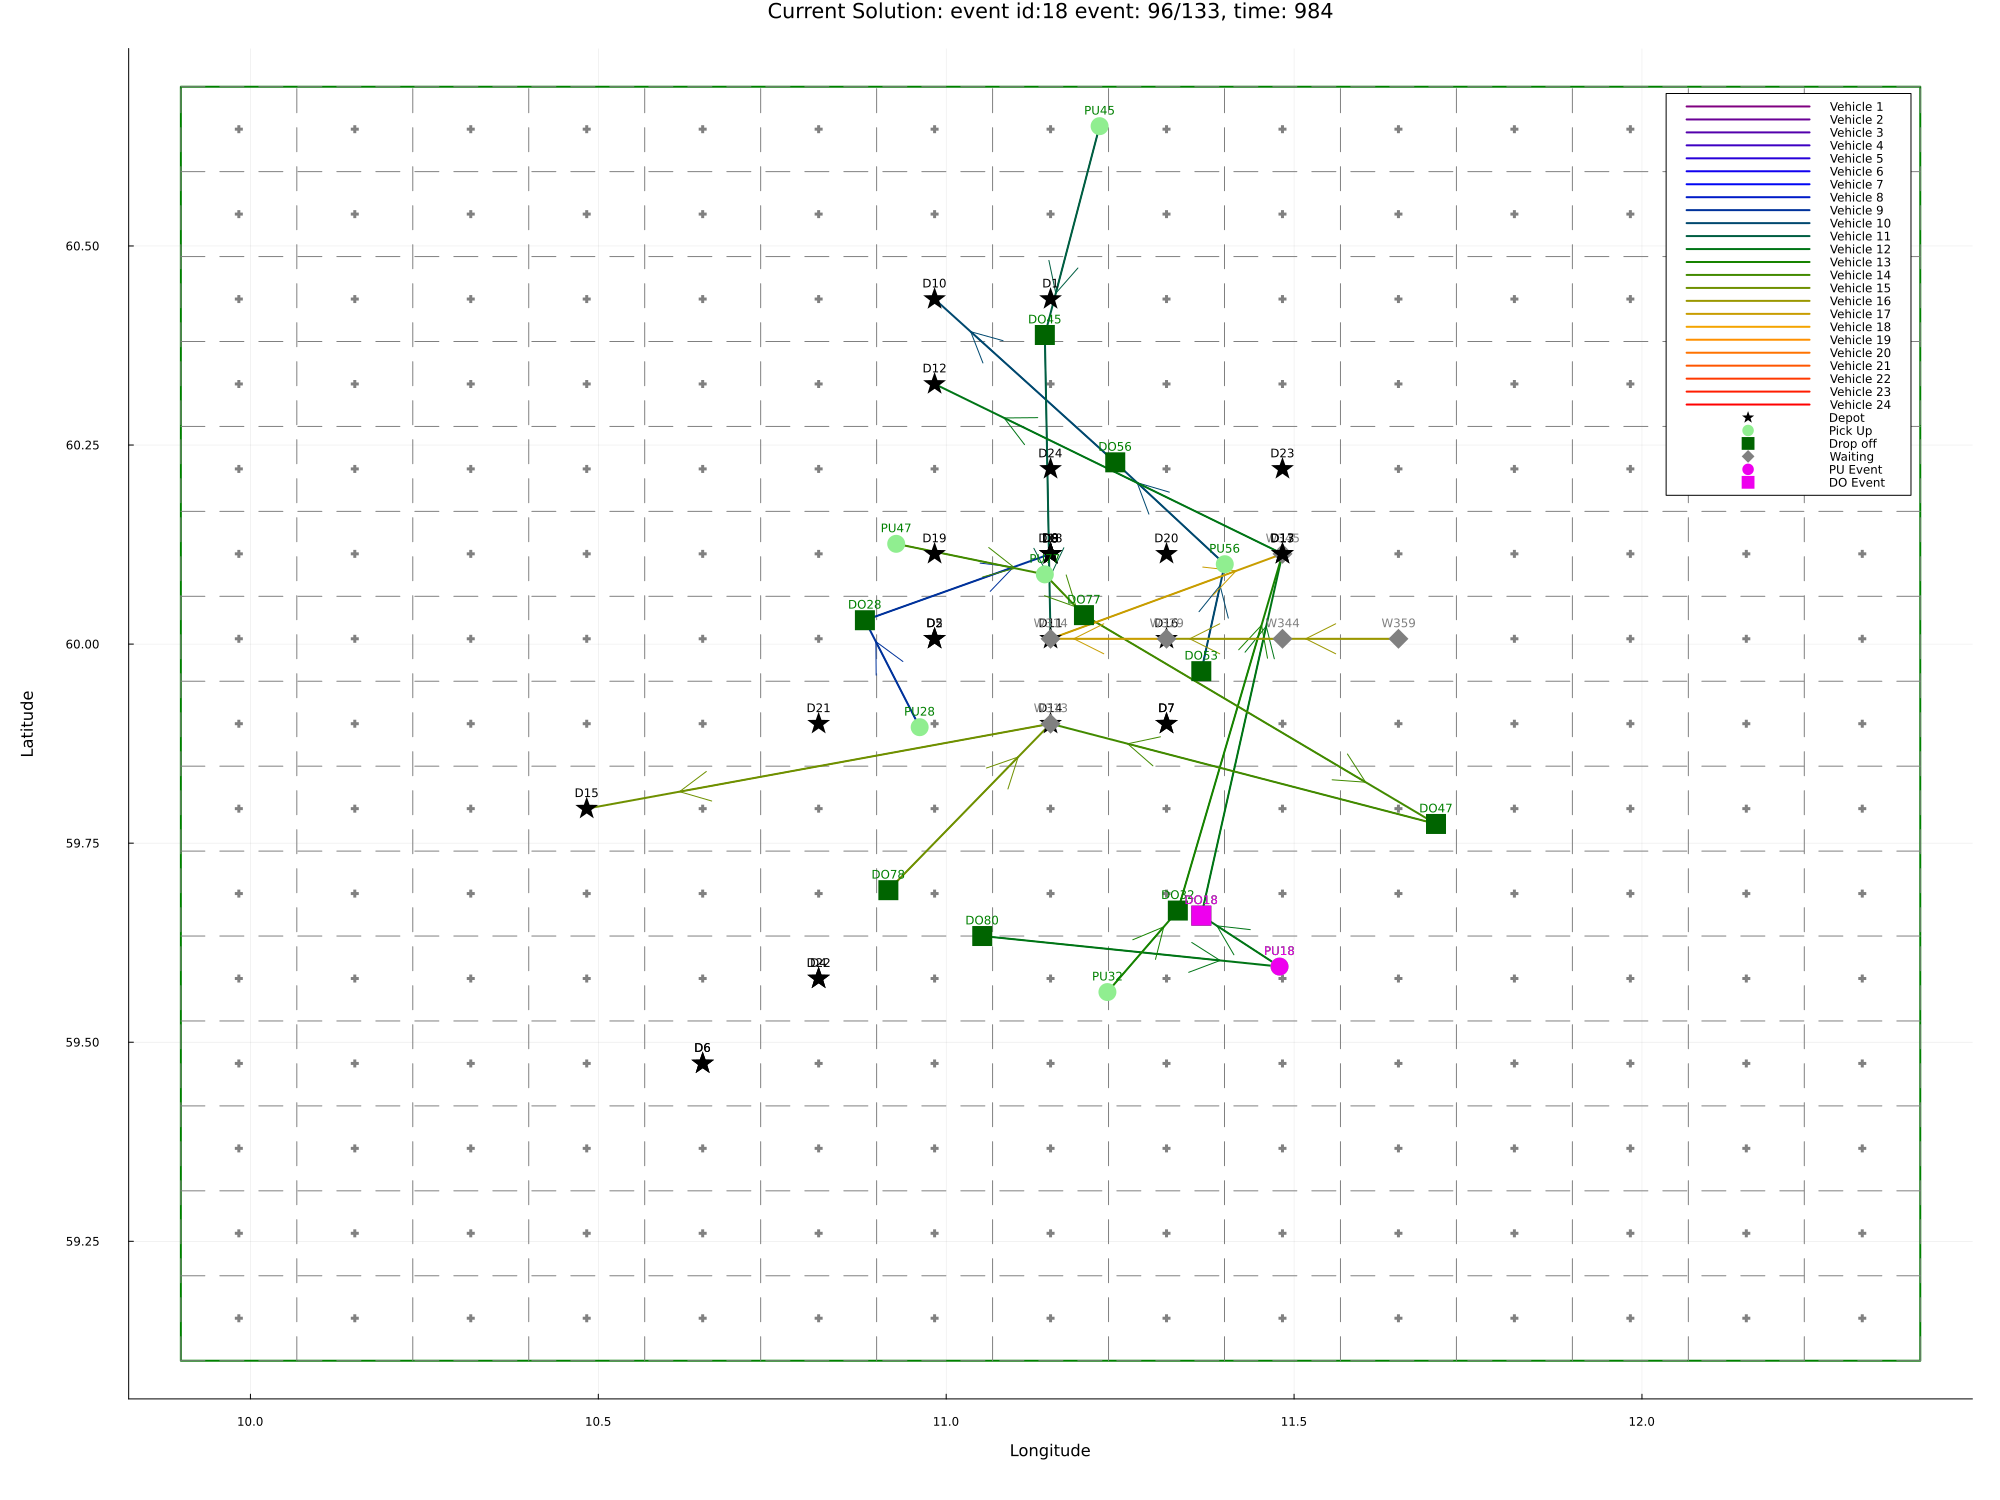 Current Solution: event id:18 event: 96/133, time: 984
Vehicle 1
Vehicle 2
Vehicle 3
Vehicle 4
Vehicle 5
Vehicle 6
Vehicle 7
Vehicle 8
Vehicle 9
Vehicle 10
Vehicle 11
Vehicle 12
Vehicle 13
Vehicle 14
Vehicle 15
Vehicle 16
Vehicle 17
Vehicle 18
Vehicle 19
Vehicle 20
Vehicle 21
Vehicle 22
Vehicle 23
Vehicle 24
Depot
Pick Up
Drop off
Waiting
PU Event
DO Event
PU45
60.50
D10
D1
DO45
D12
60.25
DO56
D24
D23
PU47
D19
D20
PU56
DO28
DO77
60.00
W344
W359
DO53
D21
PU28
D14
D7
D15
DO47
59.75
DO78
DO32
DO18
DO80
PU18
D22
PU32
59.50
D6
59.25
10.0
10.5
11.0
11.5
12.0
Longitude
Latitude